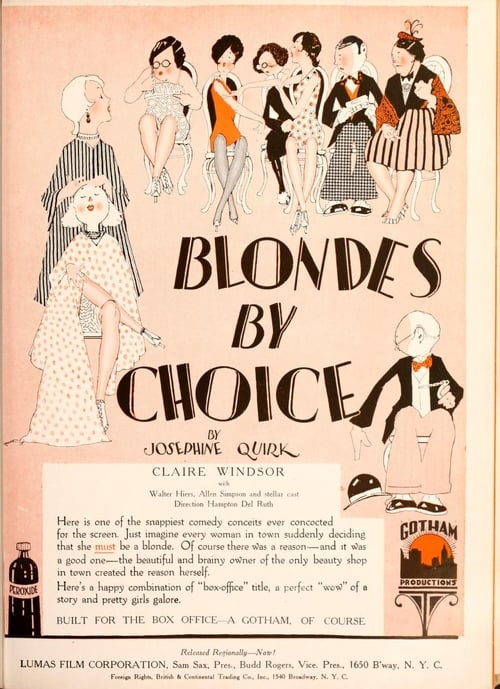 BLONDES
BY
CHOICE
BY
JOSEPHINE QUIRK
CLAIRE WINDSOR
with
Walter Hiers, Allen Simpson and stellar cast
Direction Hampton Del Ruth
Here is one of the snappiest comedy conceits ever concocted
for the screen. Just imagine every woman in town suddenly deciding
that she must be a blonde. Of course there was a reason—and it was
a good one—the beautiful and brainy owner of the only beauty shop
in town created the reason herself.
Here's a happy combination of "box-office" title, a perfect "wow" of a
story and pretty girls galore.
BUILT FOR THE BOX OFFICE—A GOTHAM, OF COURSE
PEROXIDE
GOTHAM
PRODUCTIONS
Released Regionally—Now!
LUMAS FILM CORPORATION, Sam Sax, Pres., Budd Rogers, Vice. Pres., 1650 B'way, N. Y. C.
Foreign Rights, British & Continental Trading Co., Inc., 1540 Broadway, N. Y. C.